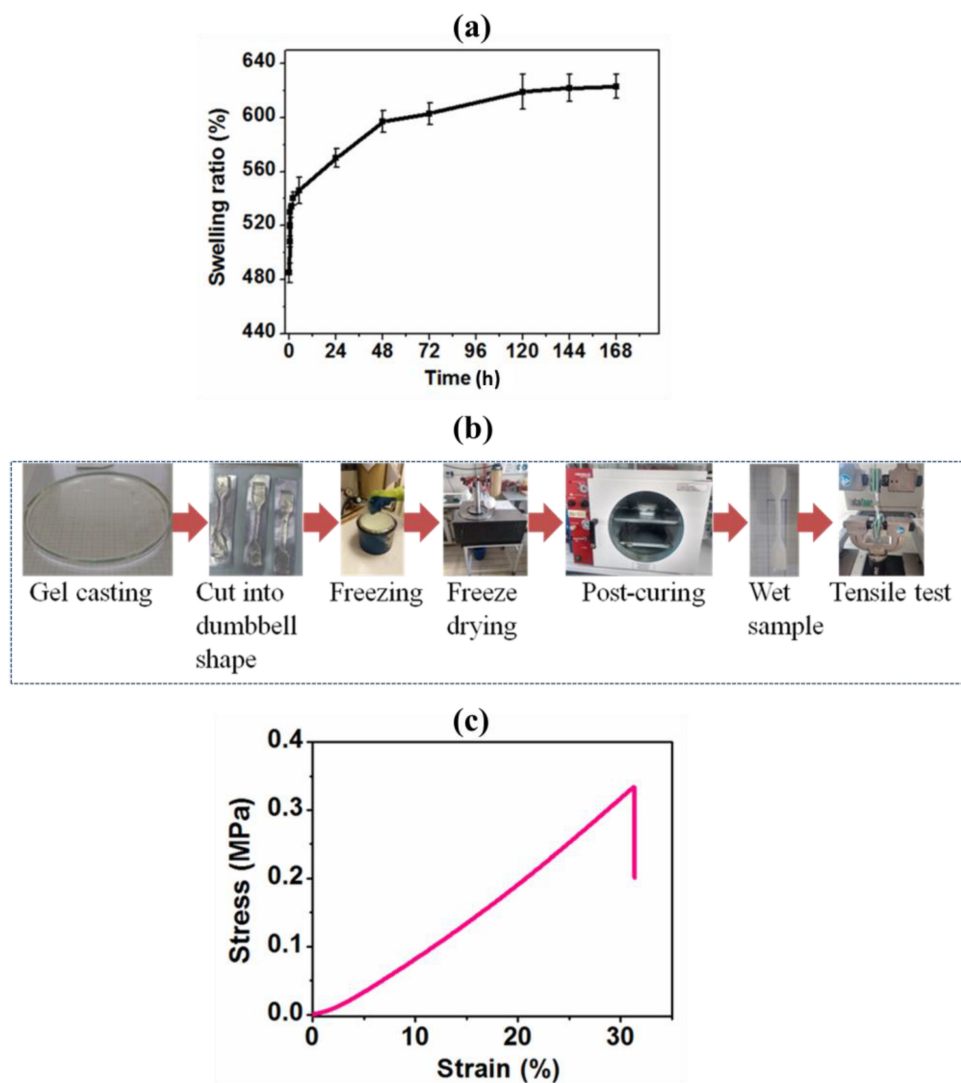 (a)
640
600
560
520
480
440
Swelling ratio (%)
0 24 48 72 96 120 144 168
Time (h)
(b)
Gel casting
Cut into
dumbbell
shape
Freezing
Freeze
drying
Post-curing
Wet
sample
Tensile test
(c)
0.4
0.3
0.2
0.1
0.0
Stress (MPa)
0 10 20 30
Strain (%)